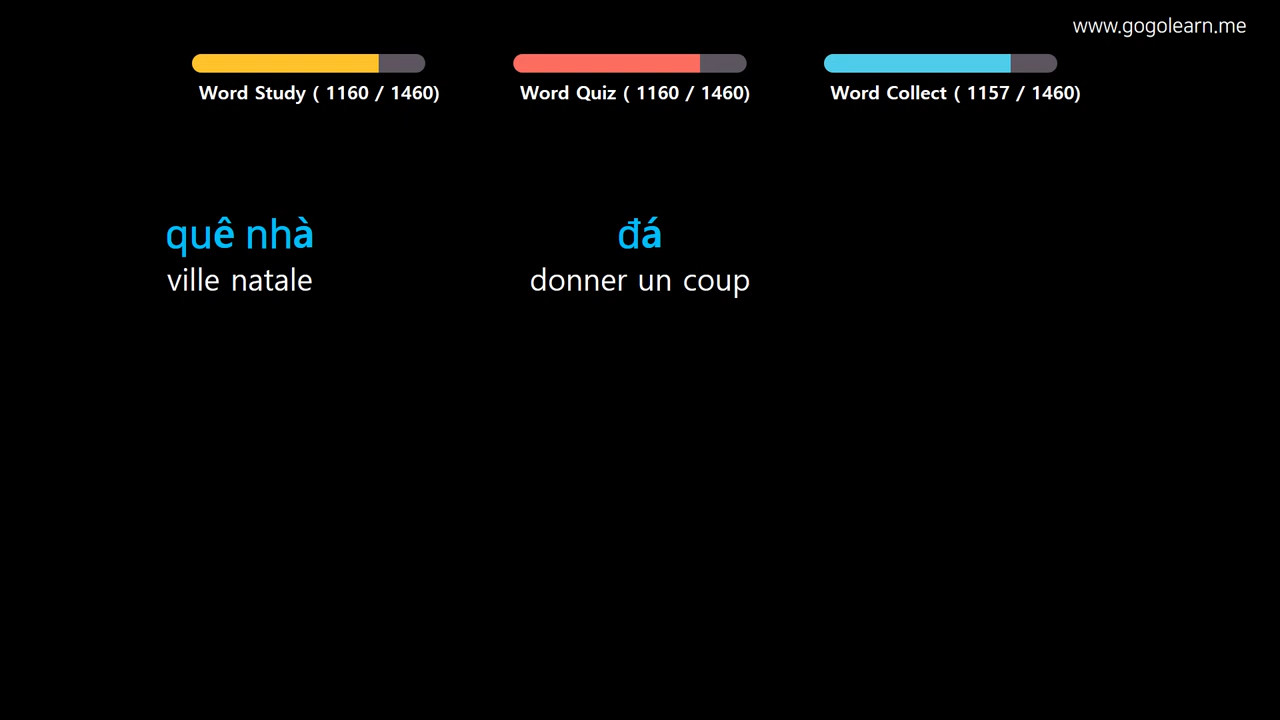 www.gogolearn.me
Word Study ( 1160 / 1460)
Word Quiz ( 1160 / 1460)
Word Collect ( 1157 / 1460)
quê nhà
ville natale
đá
donner un coup